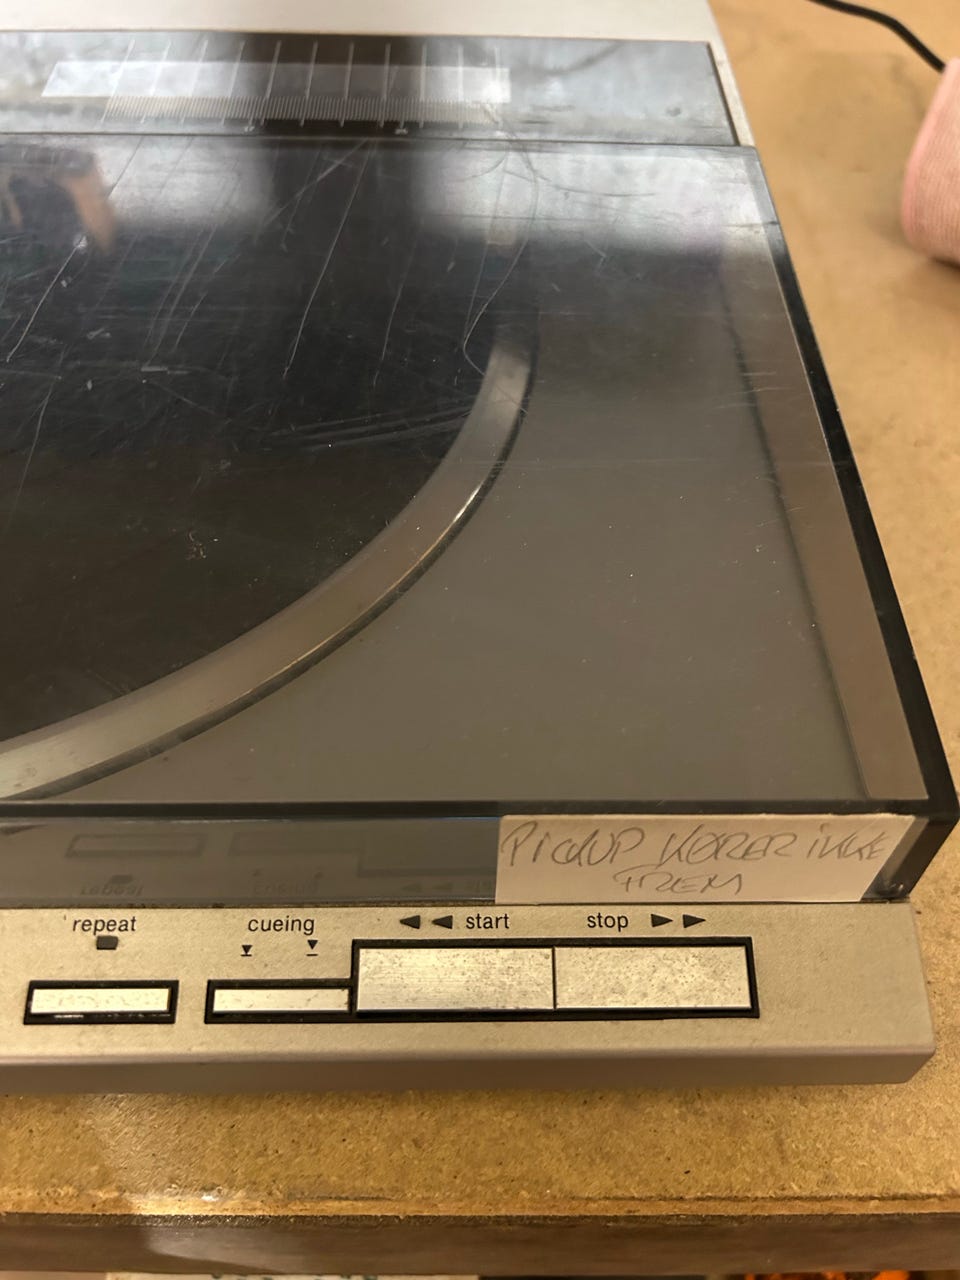 PICKUP KØRER IKKE
FREM
repeat
cueing
◀ ◀ start
stop ▶ ▶